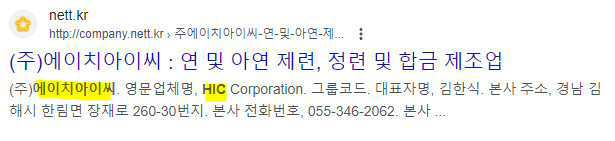 nett.kr
http://company.nett.kr › 주에이치아이씨-연-및-아연-제...
(주)에이치아이씨 : 연 및 아연 제련, 정련 및 합금 제조업
(주)에이치아이씨. 영문업체명, HIC Corporation. 그룹코드. 대표자명, 김한식. 본사 주소, 경남 김
해시 한림면 장재로 260-30번지. 본사 전화번호, 055-346-2062. 본사 ...